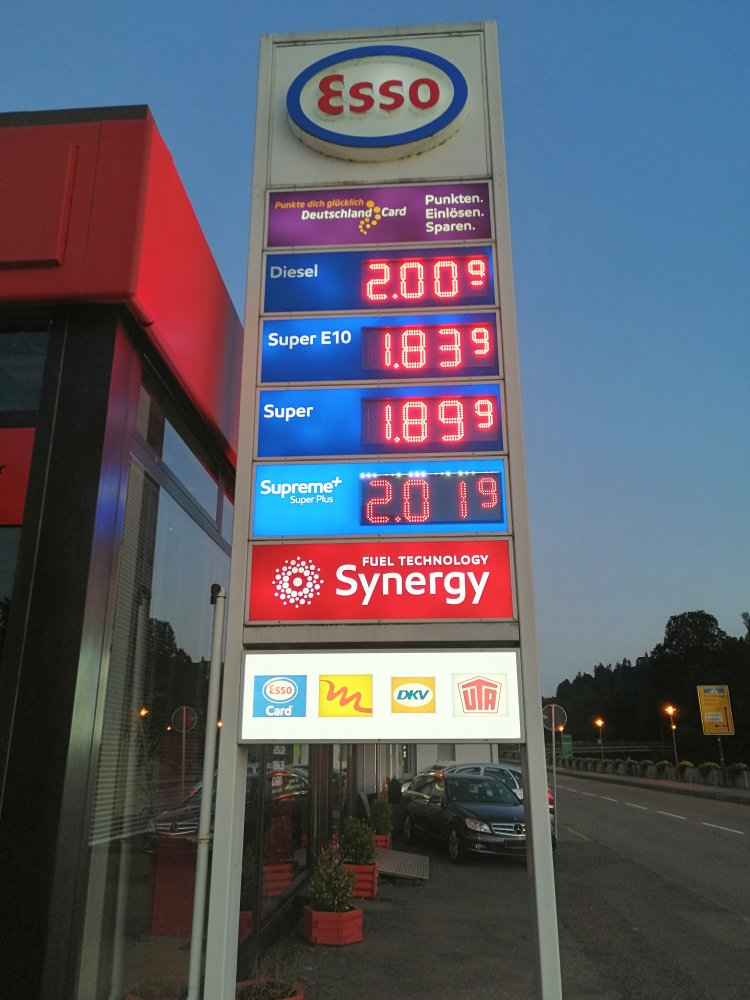 Esso
Punkte dich glücklich
DeutschlandCard
Punkten.
Einlösen.
Sparen.
Diesel 2.00⁹
Super E10 1.83⁹
Super 1.89⁹
Supreme+ 2.01⁹
Super Plus
FUEL TECHNOLOGY
Synergy
Esso DKV UTA
Card